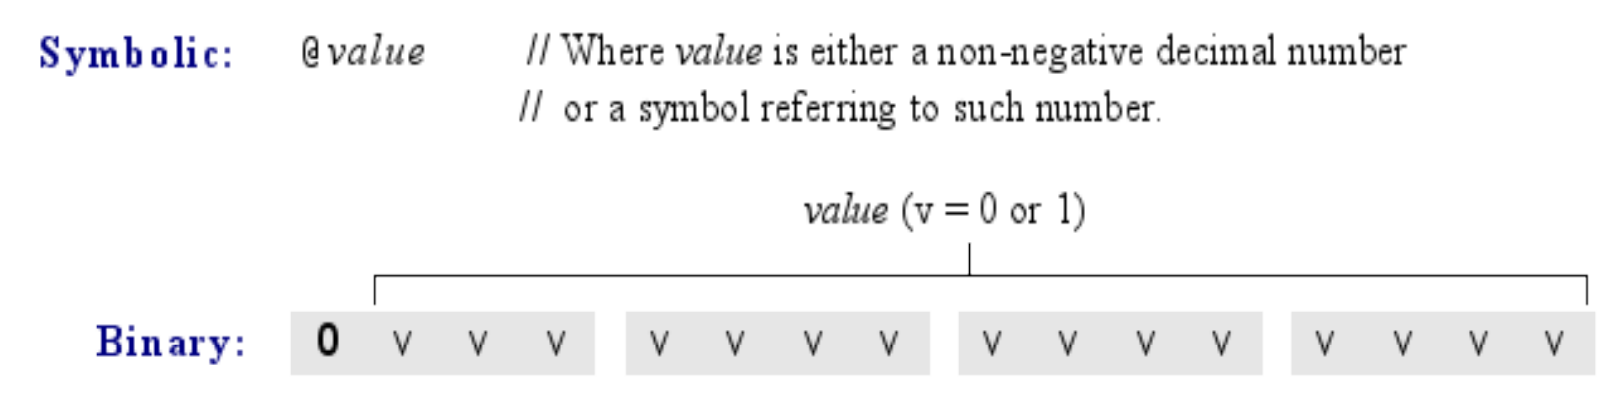 Symbolic: @value // Where value is either a non-negative decimal number
// or a symbol referring to such number.
value (v = 0 or 1)
Binary: 0 v v v v v v v v v v v v v v v